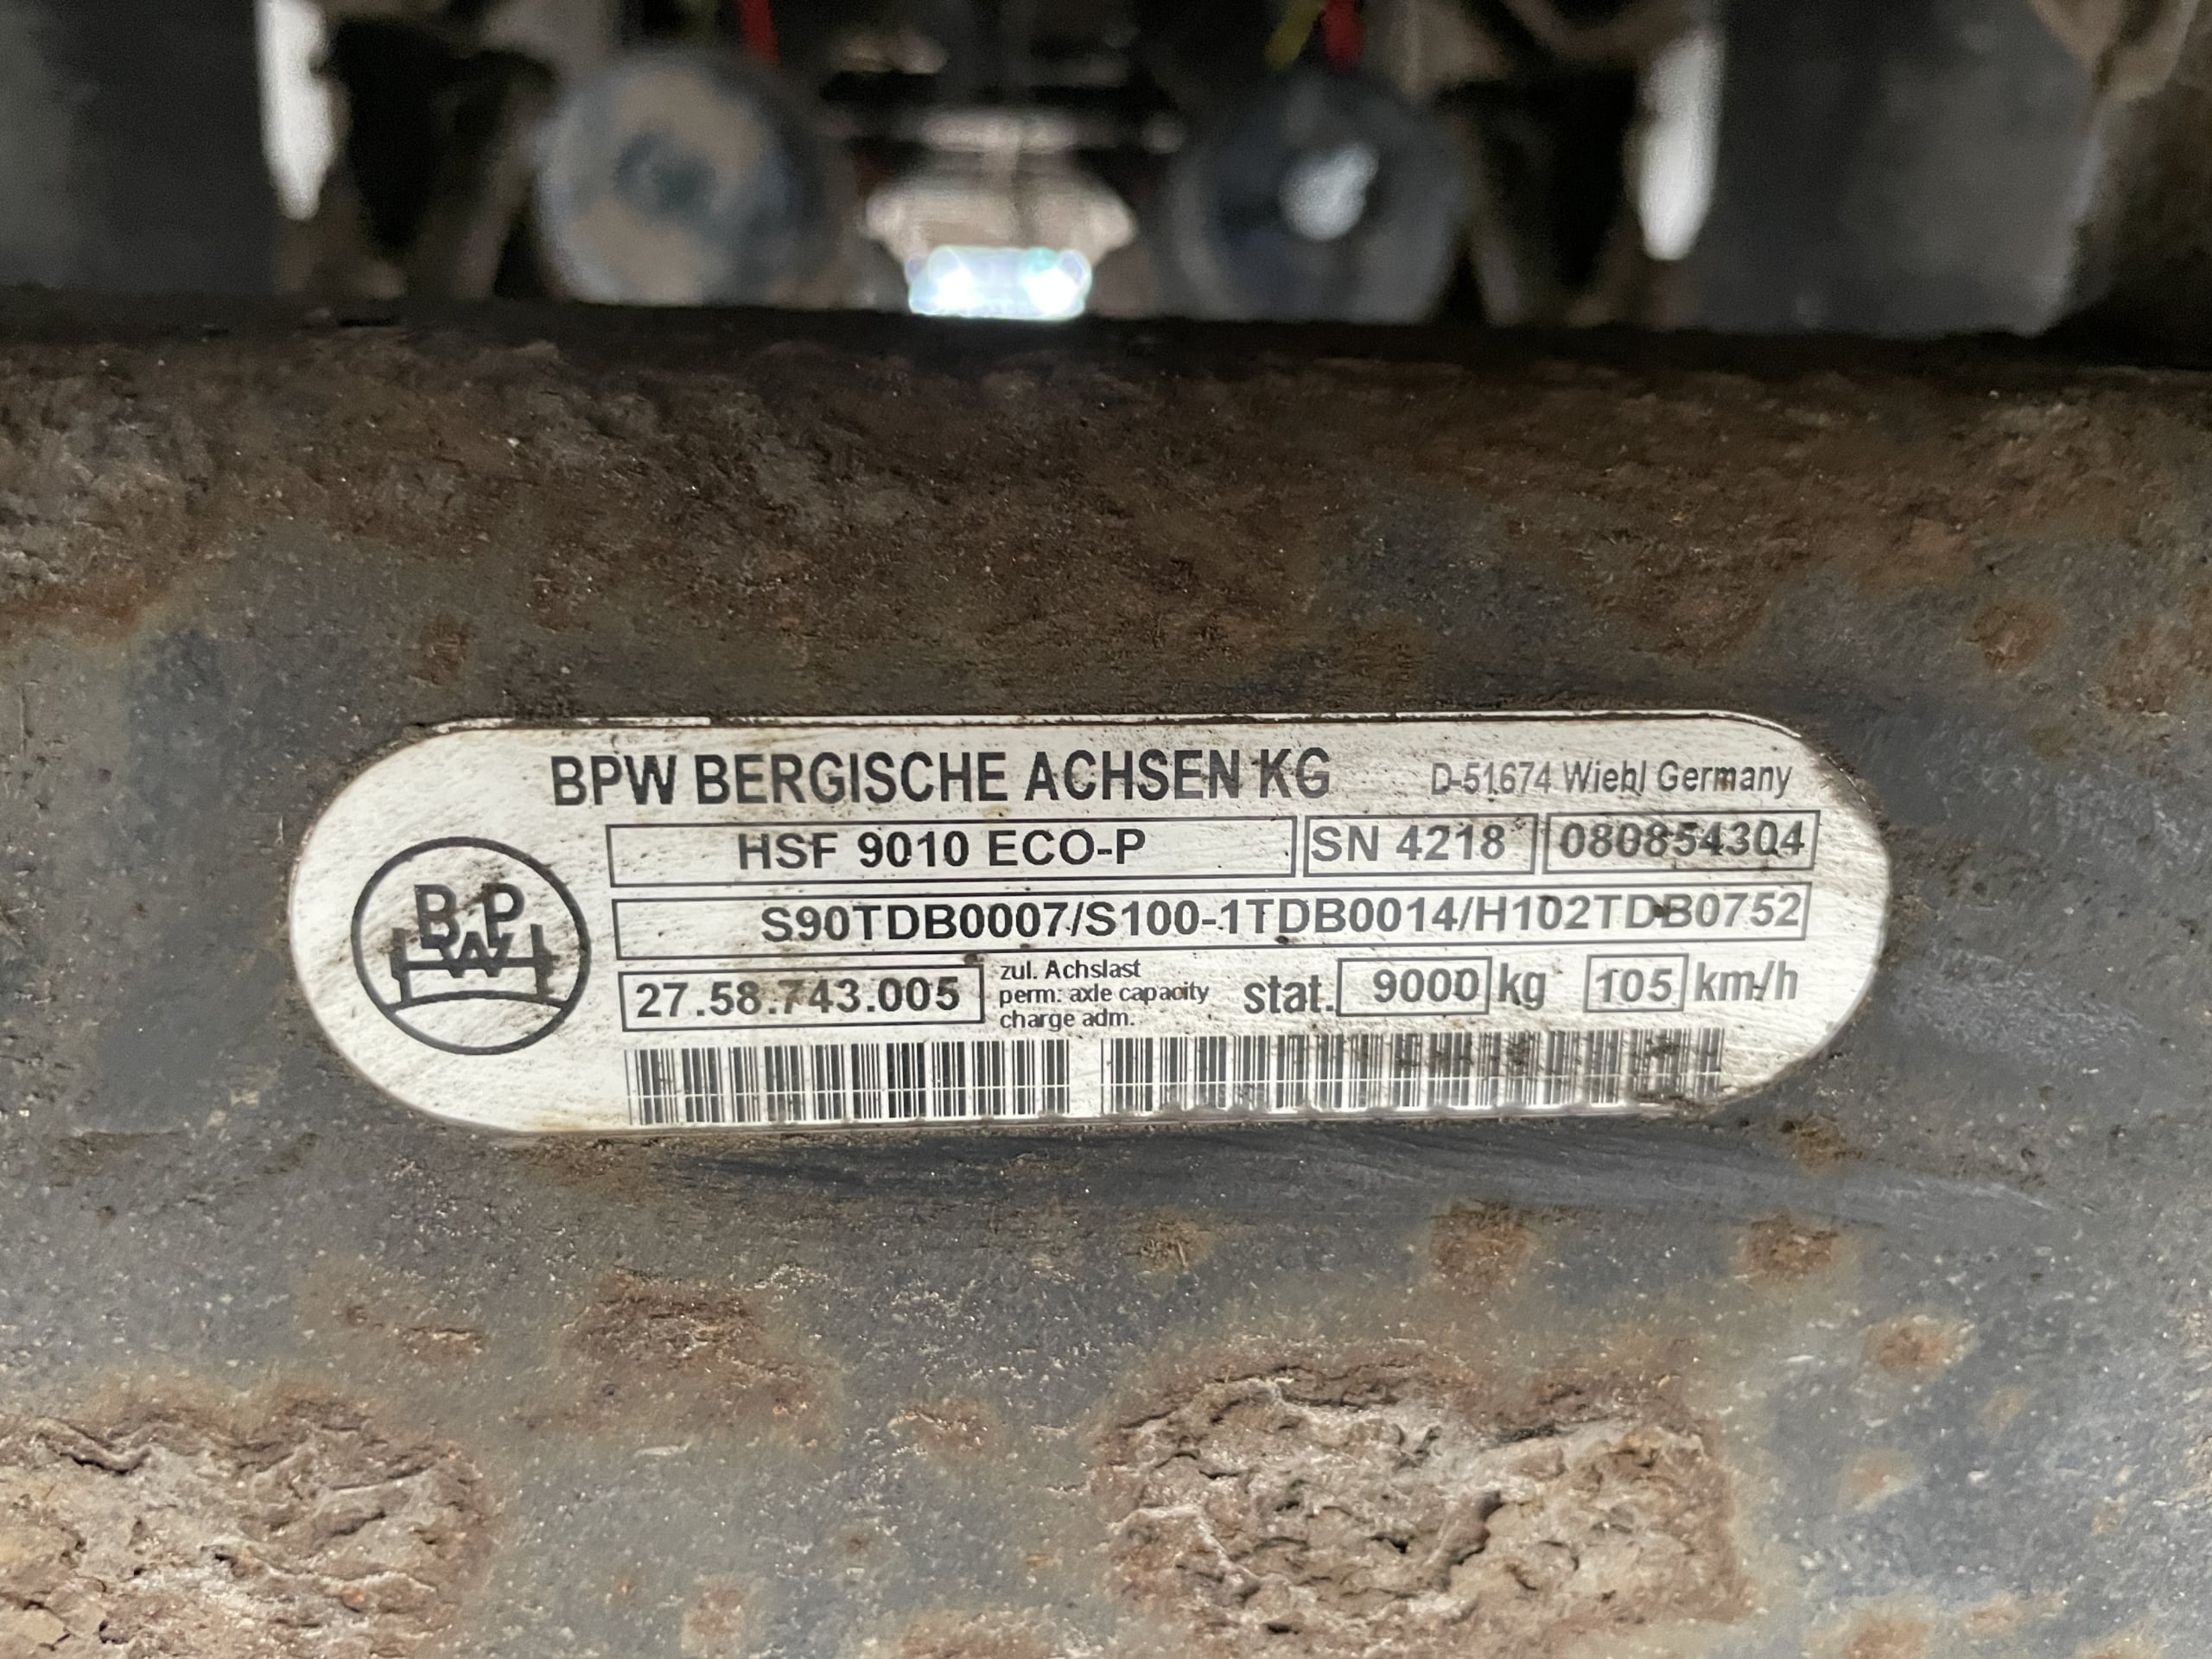 BPW BERGISCHE ACHSEN KG D-51674 Wiehl Germany
HSF 9010 ECO-P SN 4218 080854304
BPW
S90TDB0007/S100-1TDB0014/H102TDB0752
27.58.743.005 zul. Achslast stat. 9000 kg 105 km/h
perm. axle capacity
charge adm.